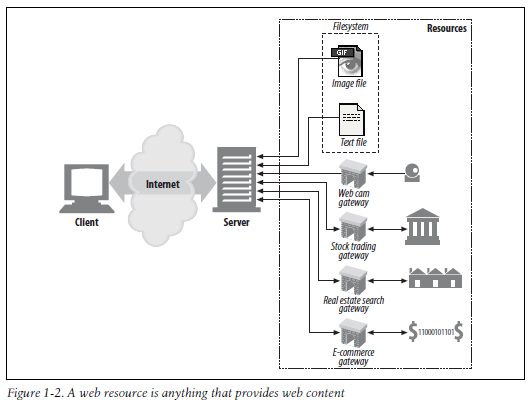 Filesystem
Resources
GIF
Image file
Text file
Internet
Client
Server
Web cam
gateway
Stock trading
gateway
Real estate search
gateway
$11000101101$
E-commerce
gateway
Figure 1-2. A web resource is anything that provides web content